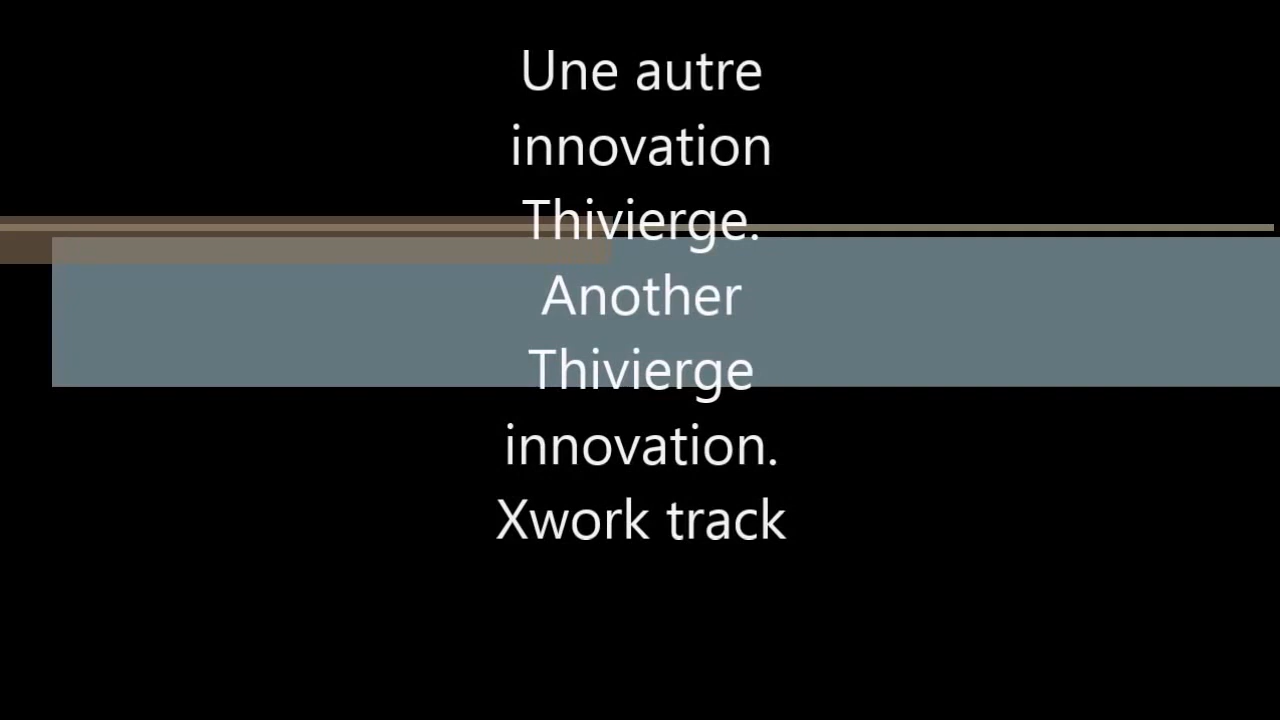 Une autre
innovation
Thivierge.
Another
Thivierge
innovation.
Xwork track